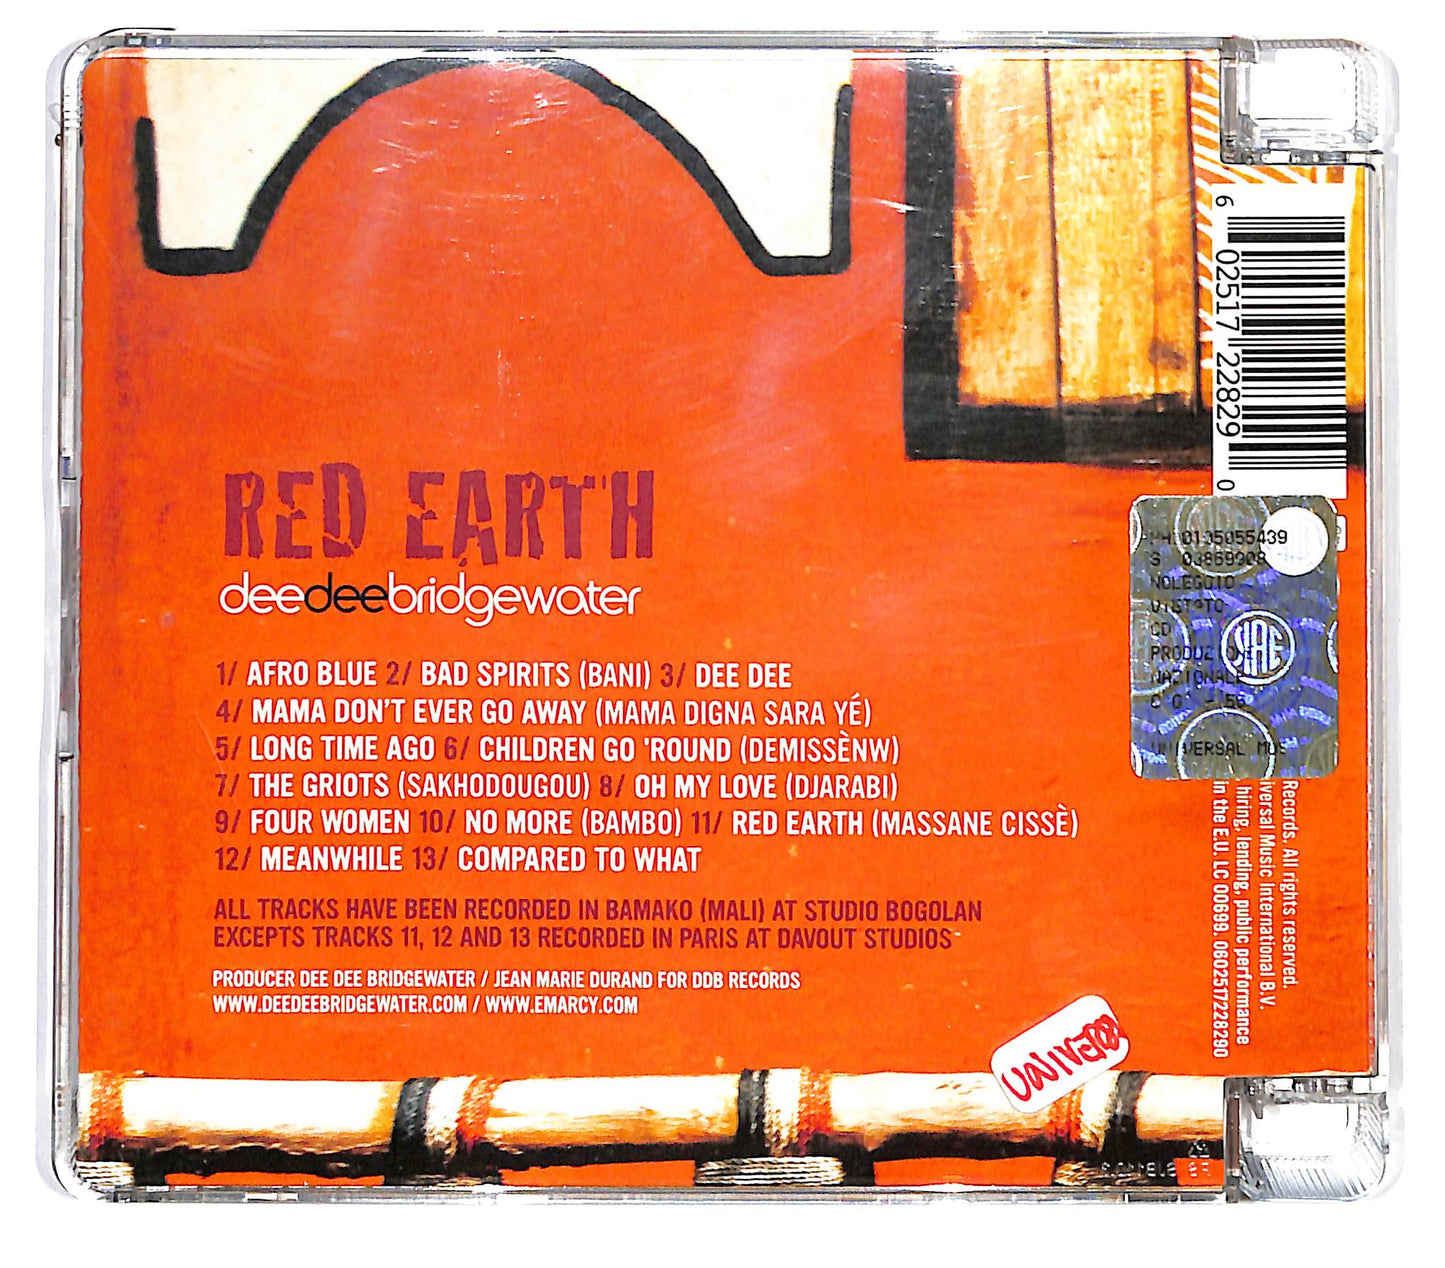 RED EARTH
deedeebridgewater
1/ AFRO BLUE 2/ BAD SPIRITS (BANI) 3/ DEE DEE
4/ MAMA DON'T EVER GO AWAY (MAMA DIGNA SARA YÉ)
5/ LONG TIME AGO 6/ CHILDREN GO 'ROUND (DEMISSÈNW)
7/ THE GRIOTS (SAKHODOUGOU) 8/ OH MY LOVE (DJARABI)
9/ FOUR WOMEN 10/ NO MORE (BAMBO) 11/ RED EARTH (MASSANE CISSÈ)
12/ MEANWHILE 13/ COMPARED TO WHAT
ALL TRACKS HAVE BEEN RECORDED IN BAMAKO (MALI) AT STUDIO BOGOLAN
EXCEPTS TRACKS 11, 12 AND 13 RECORDED IN PARIS AT DAVOUT STUDIOS
PRODUCER DEE DEE BRIDGEWATER / JEAN MARIE DURAND FOR DDB RECORDS
WWW.DEEDEEBRIDGEWATER.COM / WWW.EMARCY.COM
6 02517 22829 0
0105055439
NOLEGGIO
CD
NAZIONALE
UNIVERSAL MUS
SIAE
Records. All rights reserved.
iversal Music International B.V.
hiring, lending, public performance
in the E.U. LC 00699. 0602517228290